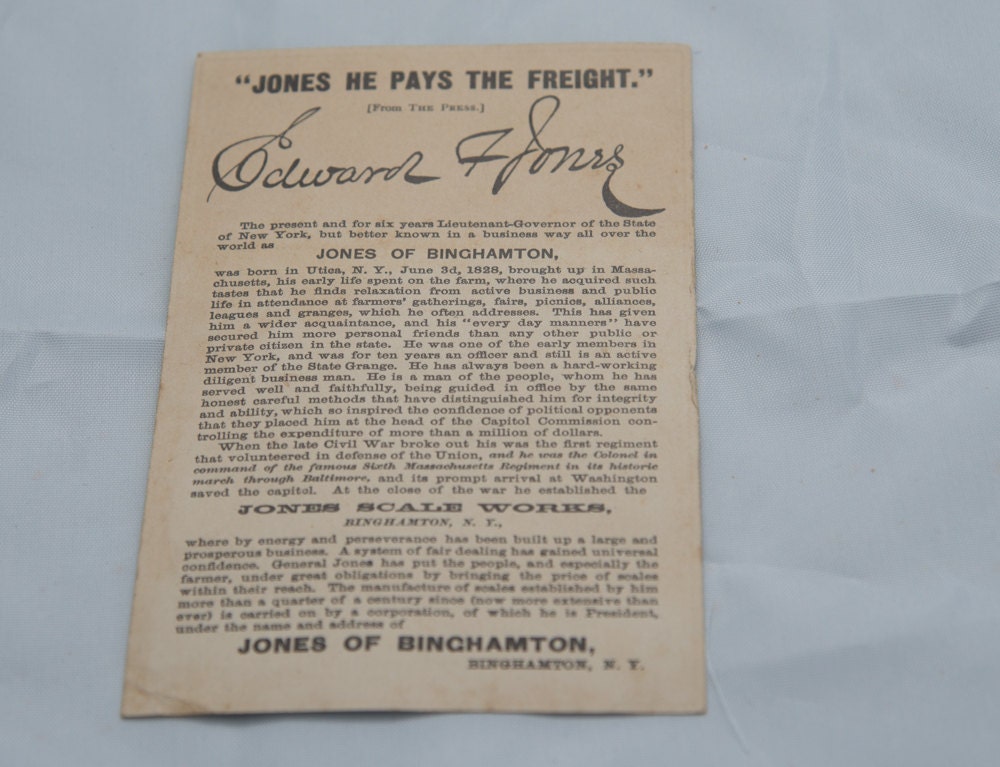 "JONES HE PAYS THE FREIGHT."
[From THE PRESS.]
Edward F Jones
The present and for six years Lieutenant-Governor of the State
of New York, but better known in a business way all over the
world as
JONES OF BINGHAMTON,
was born in Utica, N. Y., June 3d, 1828, brought up in Massa-
chusetts, his early life spent on the farm, where he acquired such
tastes that he finds relaxation from active business and public
life in attendance at farmers' gatherings, fairs, picnics, alliances,
leagues and granges, which he often addresses. This has given
him a wider acquaintance, and his "every day manners" have
secured him more personal friends than any other public or
private citizen in the state. He was one of the early members in
New York, and was for ten years an officer and still is an active
member of the State Grange. He has always been a hard-working
diligent business man. He is a man of the people, whom he has
served well and faithfully, being guided in office by the same
honest careful methods that have distinguished him for integrity
and ability, which so inspired the confidence of political opponents
that they placed him at the head of the Capitol Commission con-
trolling the expenditure of more than a million of dollars.
When the late Civil War broke out his was the first regiment
that volunteered in defense of the Union, and he was the Colonel in
command of the famous Sixth Massachusetts Regiment in its historic
march through Baltimore, and its prompt arrival at Washington
saved the capitol. At the close of the war he established the
JONES SCALE WORKS,
BINGHAMTON, N. Y.,
where by energy and perseverance has been built up a large and
prosperous business. A system of fair dealing has gained universal
confidence. General Jones has put the people, and especially the
farmer, under great obligations by bringing the price of scales
within their reach. The manufacture of scales established by him
more than a quarter of a century since (now more extensive than
ever) is carried on by a corporation, of which he is President,
under the name and address of
JONES OF BINGHAMTON,
BINGHAMTON, N. Y.